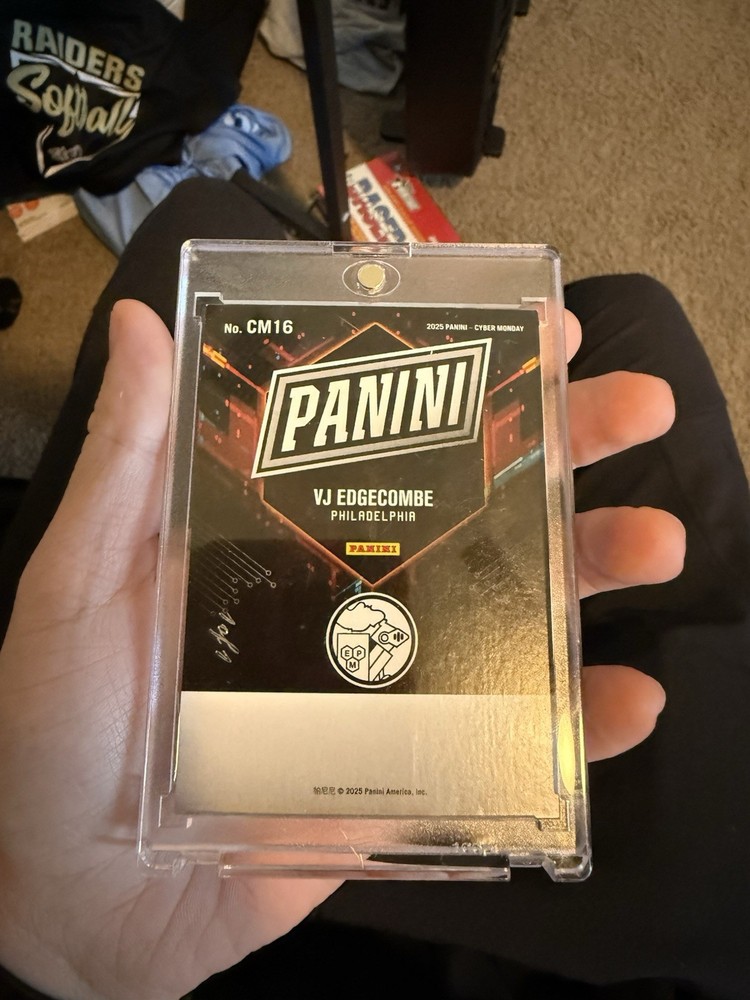 RAIDERS
Softball
No. CM16
2025 PANINI - CYBER MONDAY
PANINI
VJ EDGECOMBE
PHILADELPHIA
PANINI
E P
M
帕尼尼 © 2025 Panini America, Inc.